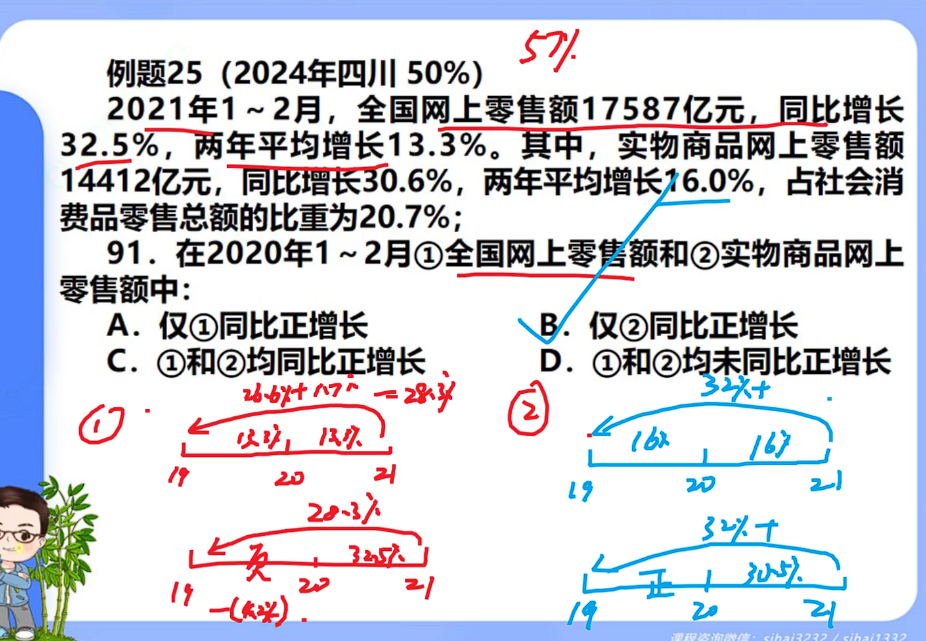 57%
例题25（2024年四川 50%）
2021年1～2月，全国网上零售额17587亿元，同比增长
32.5%，两年平均增长13.3%。其中，实物商品网上零售额
14412亿元，同比增长30.6%，两年平均增长16.0%，占社会消
费品零售总额的比重为20.7%；
91．在2020年1～2月①全国网上零售额和②实物商品网上
零售额中：
A．仅①同比正增长 B．仅②同比正增长
C．①和②均同比正增长 D．①和②均未同比正增长
26.6%+1.7% =28.3% 32%+
① 13.3% 13.3% ② 16% 16%
19 20 21 19 20 21
28.3% 32%+
负 32.5% 正 30.5%
19 20 21 19 20 21
-(4.2%)
课程咨询微信：sihai3232 / sihai1332